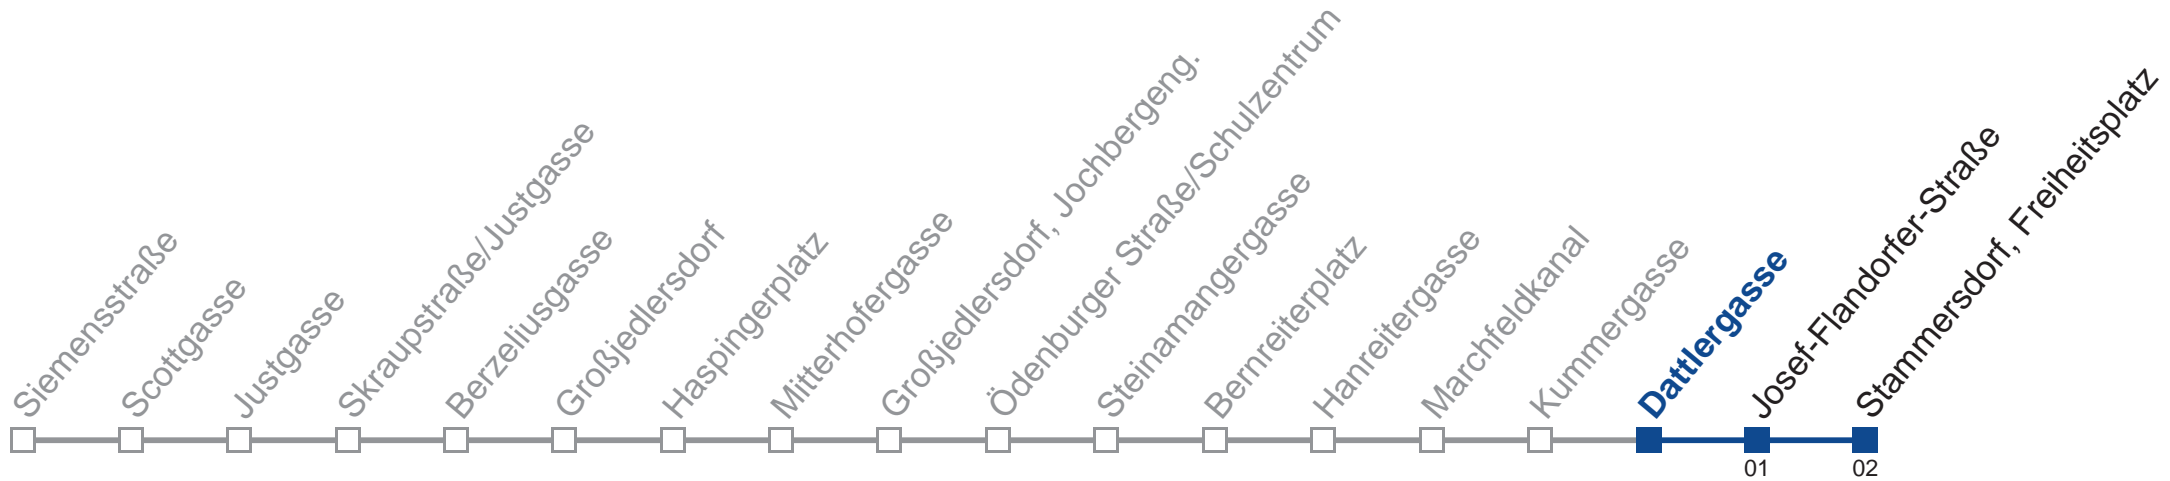 Siemensstraße
Scottgasse
Justgasse
Skraupstraße/Justgasse
Berzeliusgasse
Großjedlersdorf
Haspingerplatz
Mitterhofergasse
Großjedlersdorf, Jochbergeng.
Ödenburger Straße/Schulzentrum
Steinamangergasse
Bernreiterplatz
Hanreitergasse
Marchfeldkanal
Kummergasse
Dattlergasse
Josef-Flandorfer-Straße
Stammersdorf, Freiheitsplatz
01
02